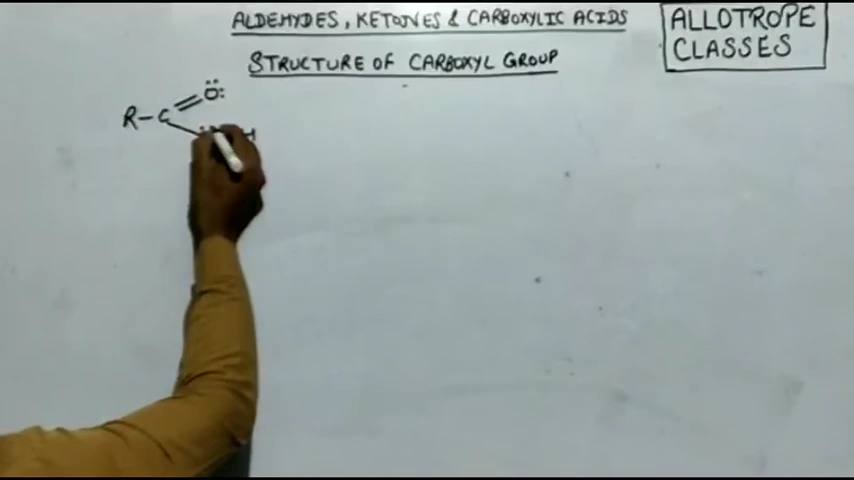 ALDEHYDES, KETONES & CARBOXYLIC ACIDS
STRUCTURE OF CARBOXYL GROUP
ALLOTROPE
CLASSES
R-C=Ö:
H